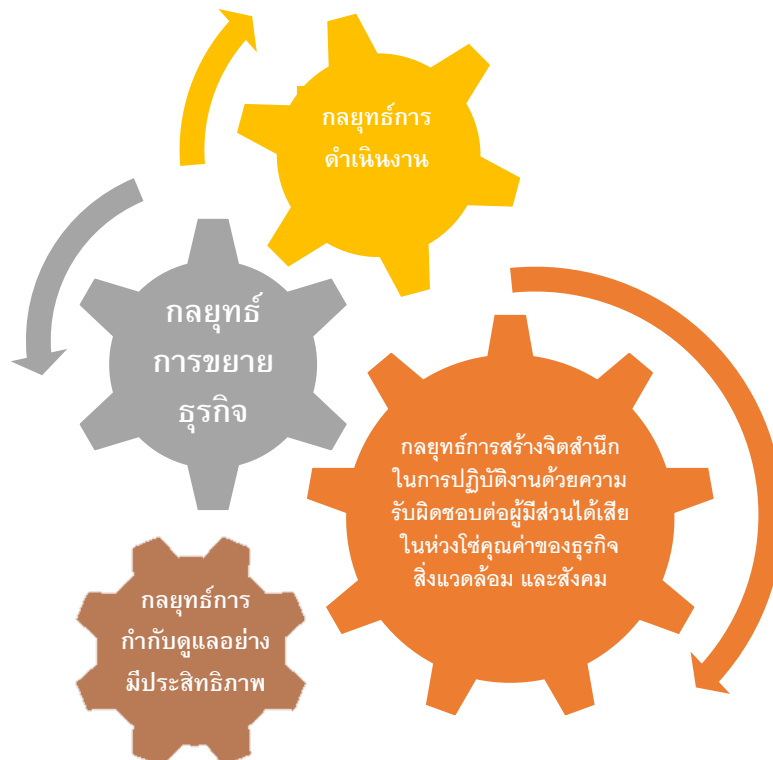 กลยุทธ์การ
ดำเนินงาน
กลยุทธ์
การขยาย
ธุรกิจ
กลยุทธ์การสร้างจิตสำนึก
ในการปฏิบัติงานด้วยความ
รับผิดชอบต่อผู้มีส่วนได้เสีย
ในห่วงโซ่คุณค่าของธุรกิจ
สิ่งแวดล้อม และสังคม
กลยุทธ์การ
กำกับดูแลอย่าง
มีประสิทธิภาพ